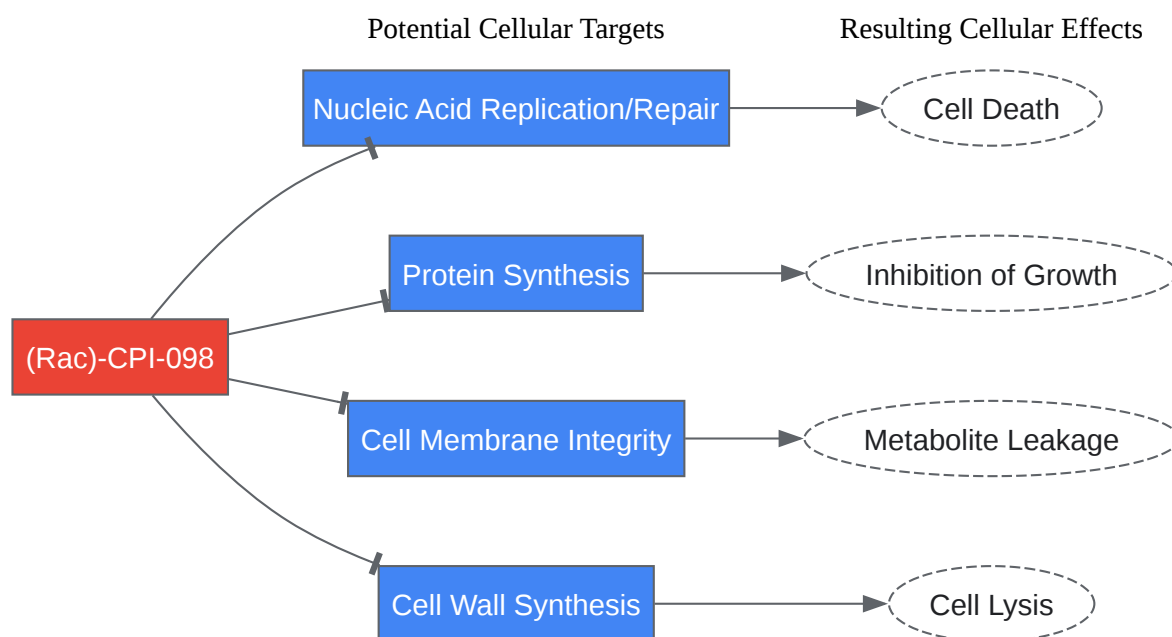 Potential Cellular Targets
Resulting Cellular Effects
Nucleic Acid Replication/Repair
Cell Death
Protein Synthesis
Inhibition of Growth
(Rac)-CPI-098
Cell Membrane Integrity
Metabolite Leakage
Cell Wall Synthesis
Cell Lysis